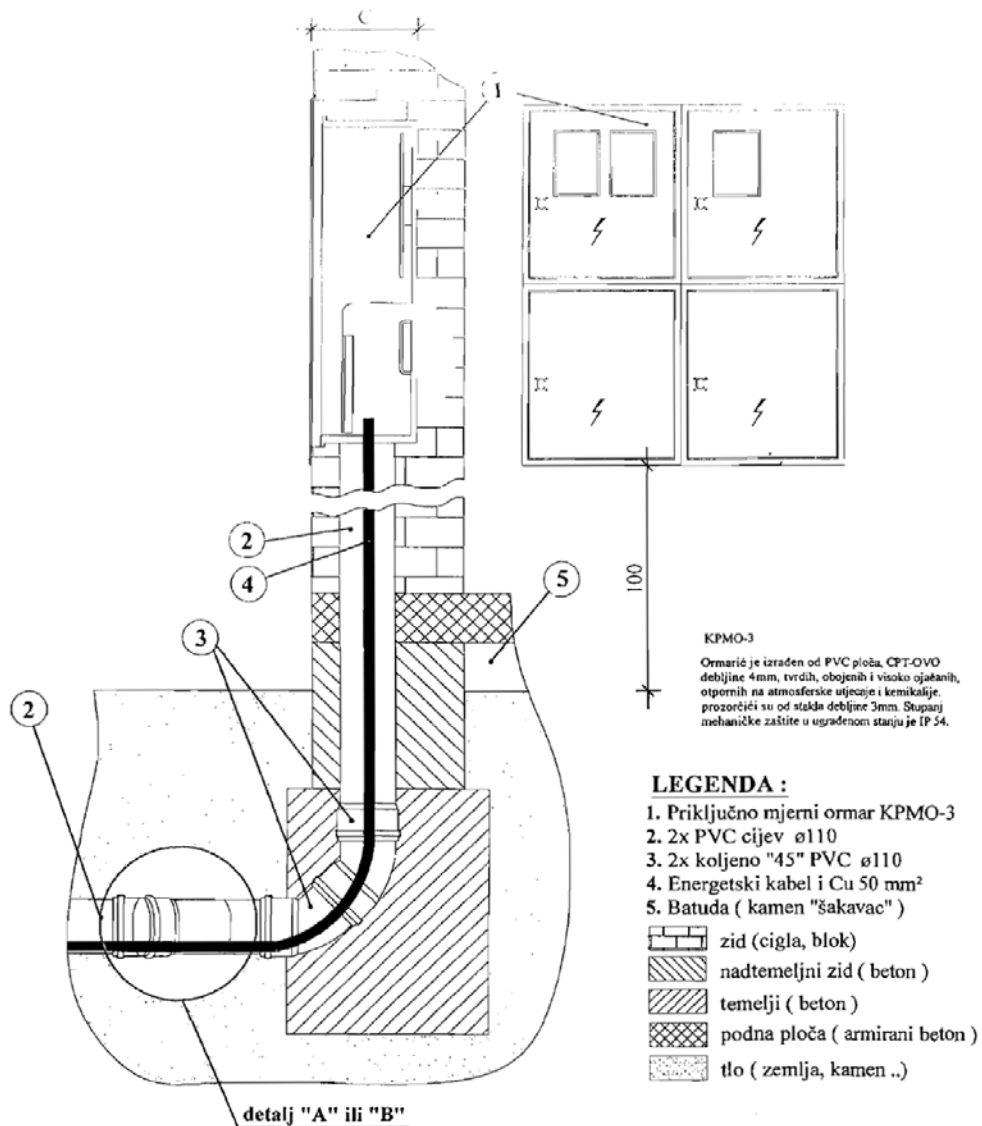 C
1
2
4
3
5
2
100
KPMO-3
Ormarić je izrađen od PVC ploča, CPT-OVO
debljine 4mm, tvrdih, obojenih i visoko ojačanih,
otpornih na atmosferske utjecaje i kemikalije.
prozorčići su od stakla debljine 3mm. Stupanj
mehaničke zaštite u ugrađenom stanju je IP 54.
LEGENDA :
1. Priključno mjerni ormar KPMO-3
2. 2x PVC cijev ø110
3. 2x koljeno "45" PVC ø110
4. Energetski kabel i Cu 50 mm²
5. Batuda ( kamen "šakavac" )
zid (cigla, blok)
nadtemeljni zid ( beton )
temelji ( beton )
podna ploča ( armirani beton )
tlo ( zemlja, kamen ..)
detalj "A" ili "B"